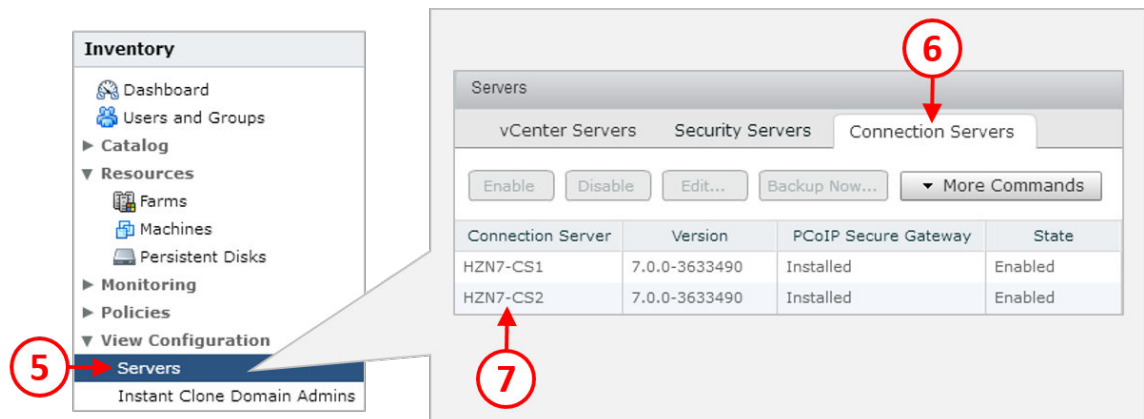 Inventory
Dashboard
Users and Groups
▶ Catalog
▼ Resources
Farms
Machines
Persistent Disks
▶ Monitoring
▶ Policies
▼ View Configuration
5
Servers
Instant Clone Domain Admins
6
Servers
vCenter Servers Security Servers Connection Servers
Enable Disable Edit... Backup Now... ▼ More Commands
Connection Server Version PCoIP Secure Gateway State
HZN7-CS1 7.0.0-3633490 Installed Enabled
HZN7-CS2 7.0.0-3633490 Installed Enabled
7